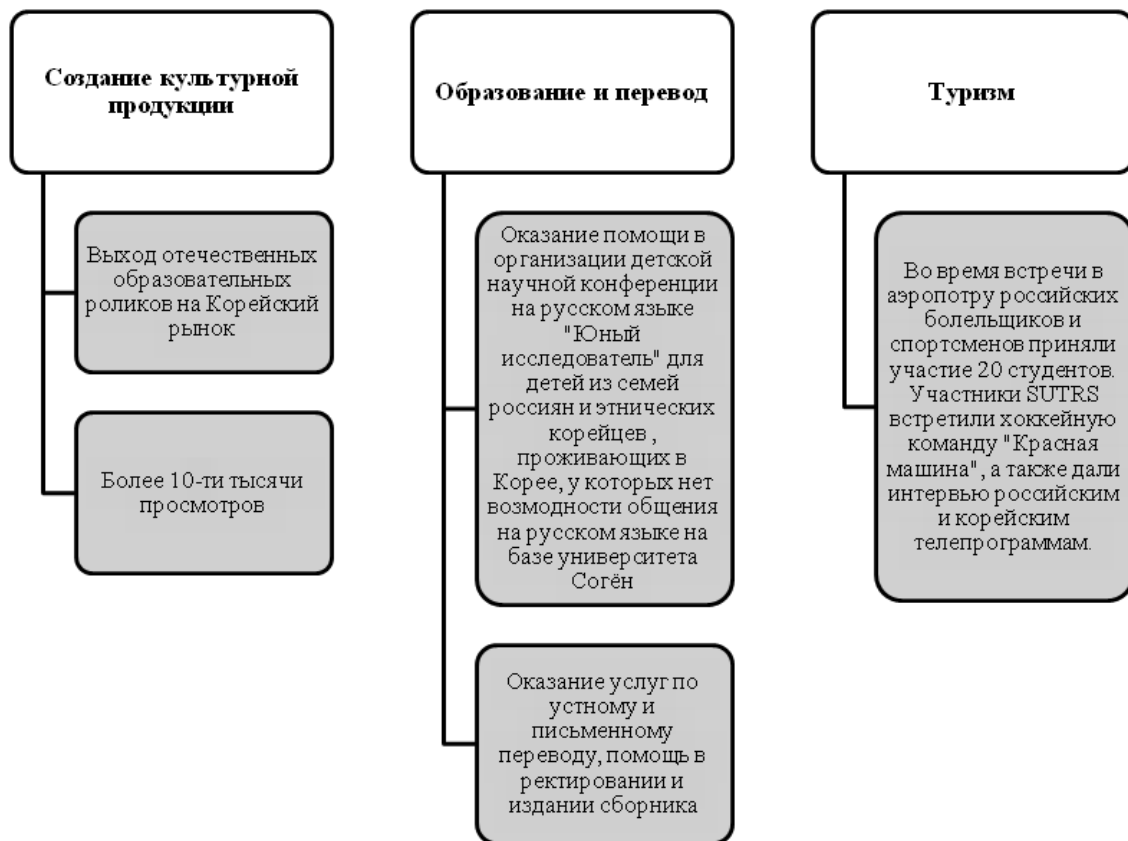 Создание культурной
продукции
Выход отечественных
образовательных
роликов на Корейский
рынок
Более 10-ти тысячи
просмотров
Образование и перевод
Оказание помощи в
организации детской
научной конференции
на русском языке
"Юный
исследователь" для
детей из семей
россиян и этнических
корейцев ,
проживающих в
Корее, у которых нет
возмодности общения
на русском языке на
базе университета
Согён
Оказание услуг по
устному и
письменному
переводу, помощь в
ректировании и
издании сборника
Туризм
Во время встречи в
аэропотру российских
болельщиков и
спортсменов приняли
участие 20 студентов.
Участники SUTRS
встретили хоккейную
команду "Красная
машина", а также дали
интервью российским
и корейским
телепрограммам.